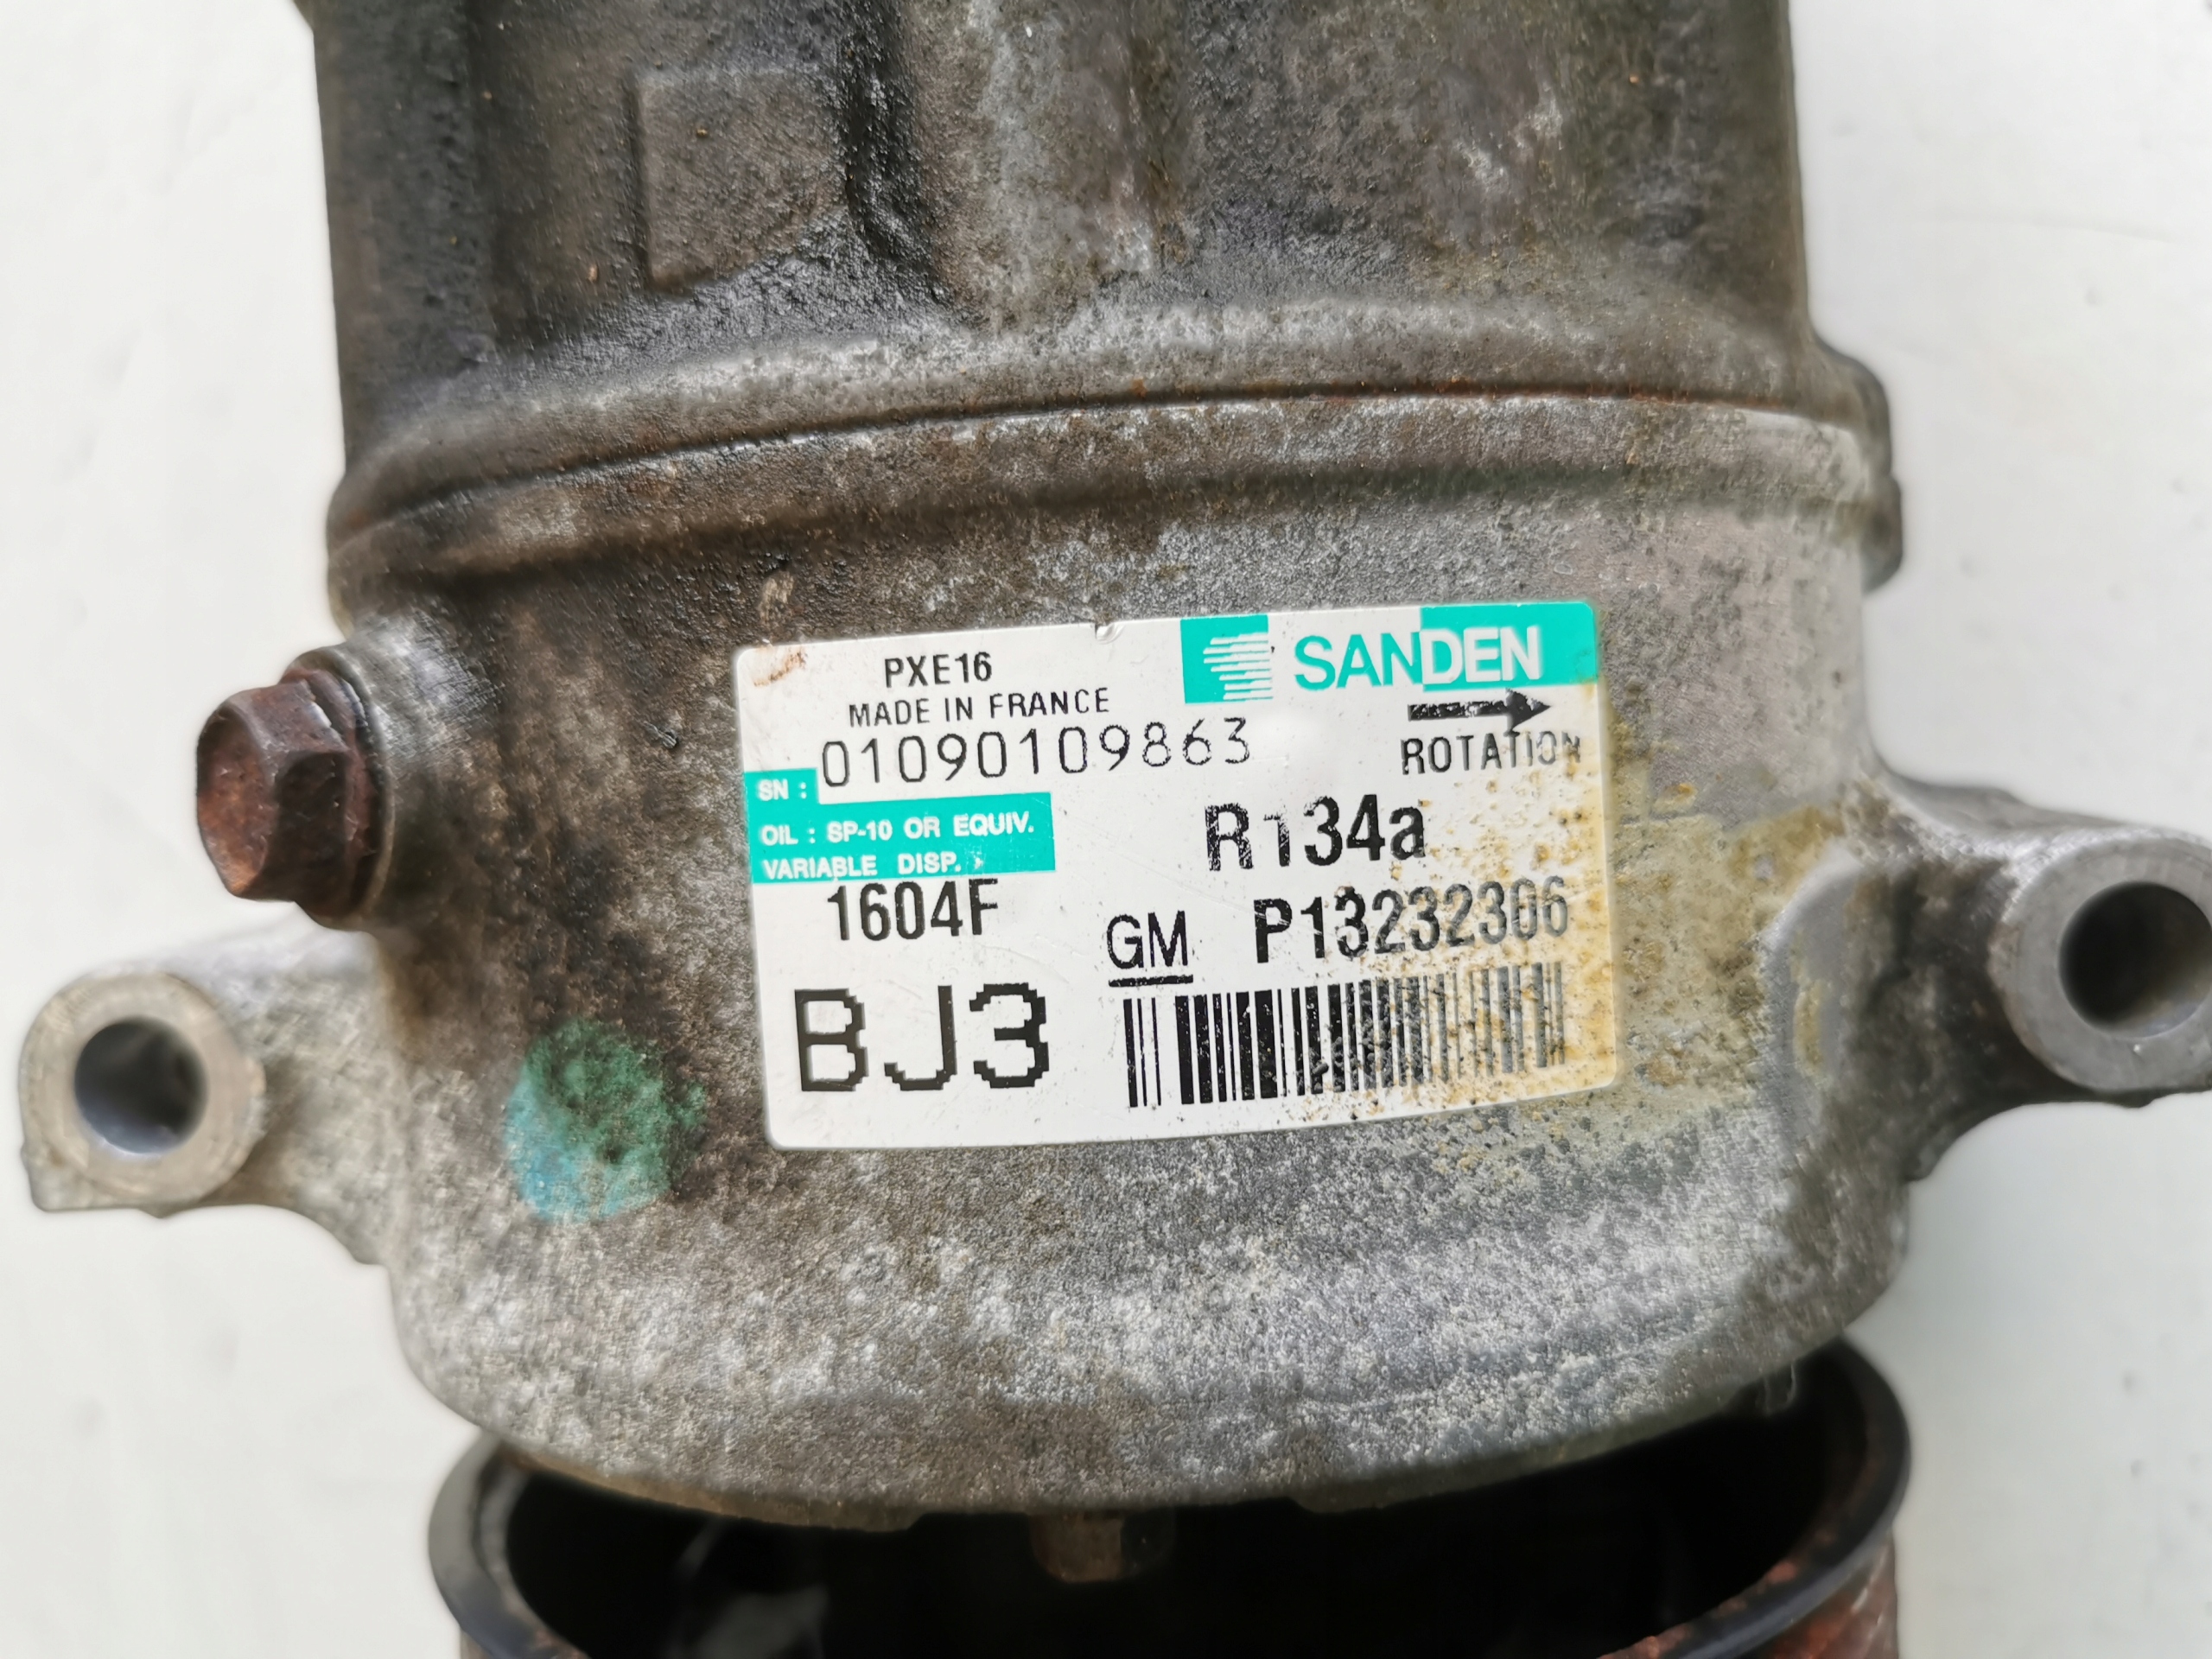 PXE16
SANDEN
MADE IN FRANCE
SN : 01090109863
ROTATION
OIL : SP-10 OR EQUIV.
VARIABLE DISP.
R134a
1604F
GM P13232306
BJ3